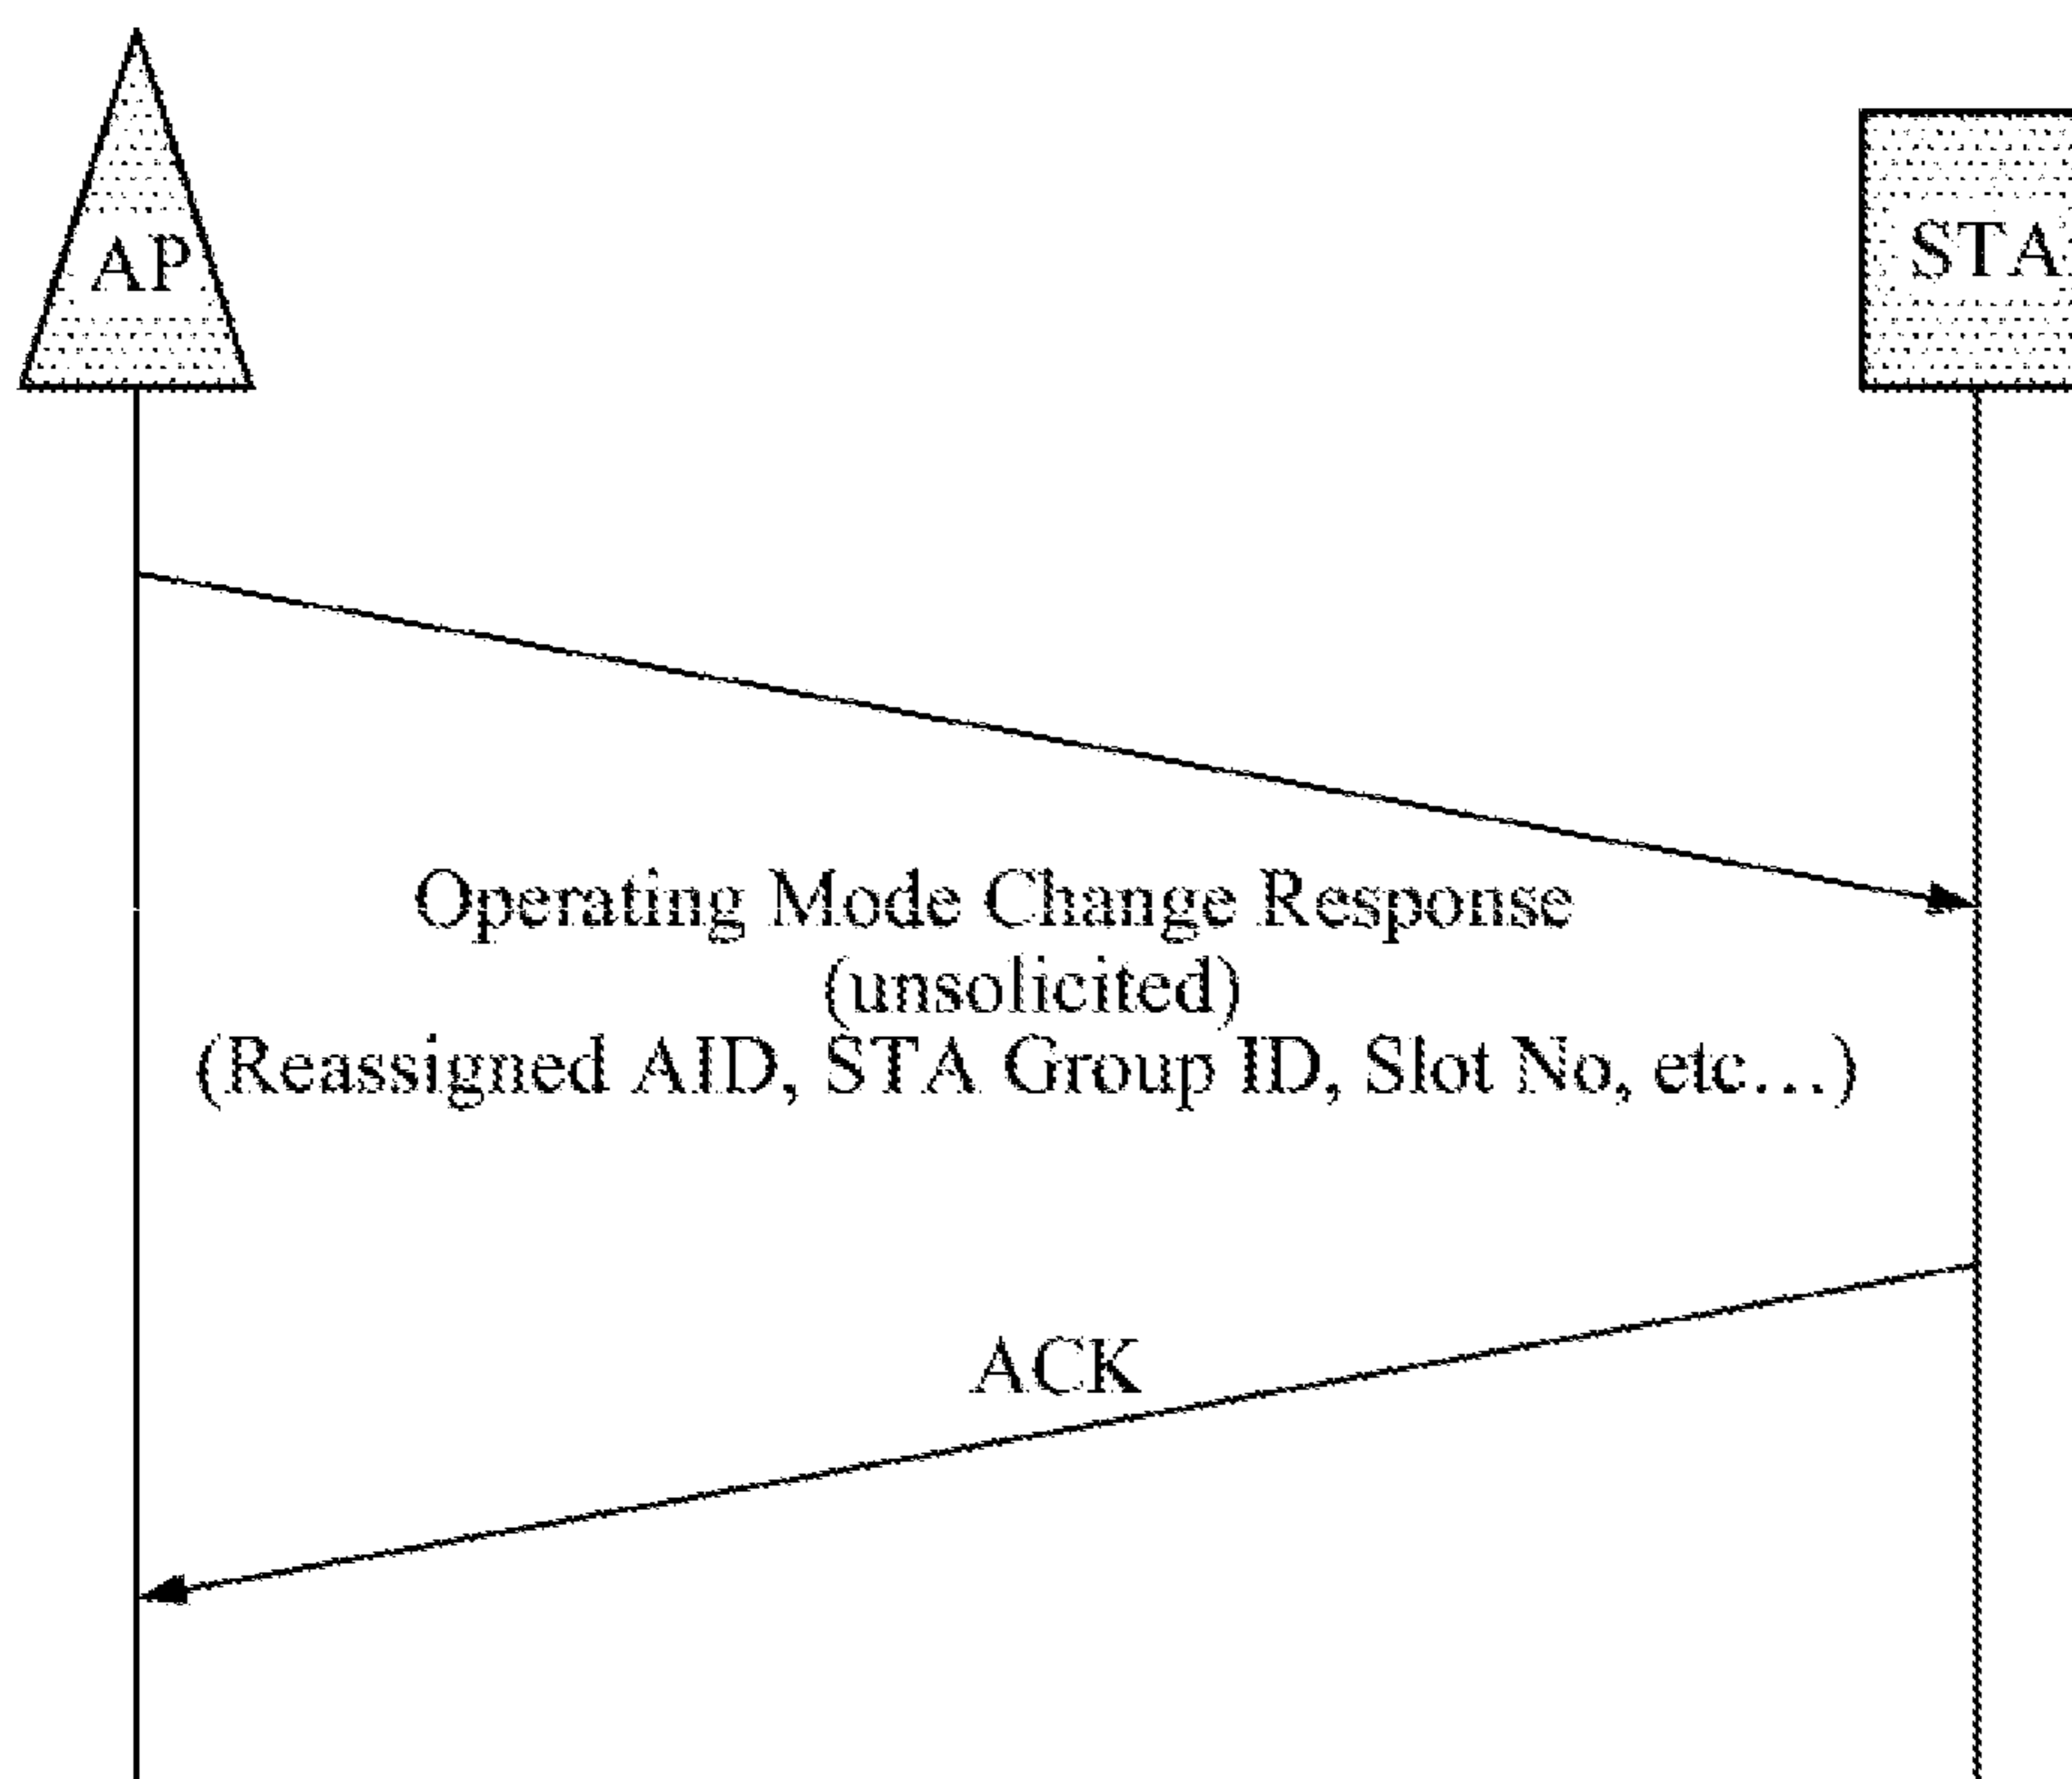 AP
STA
Operating Mode Change Response
(unsolicited)
(Reassigned AID, STA Group ID, Slot No, etc...)
ACK